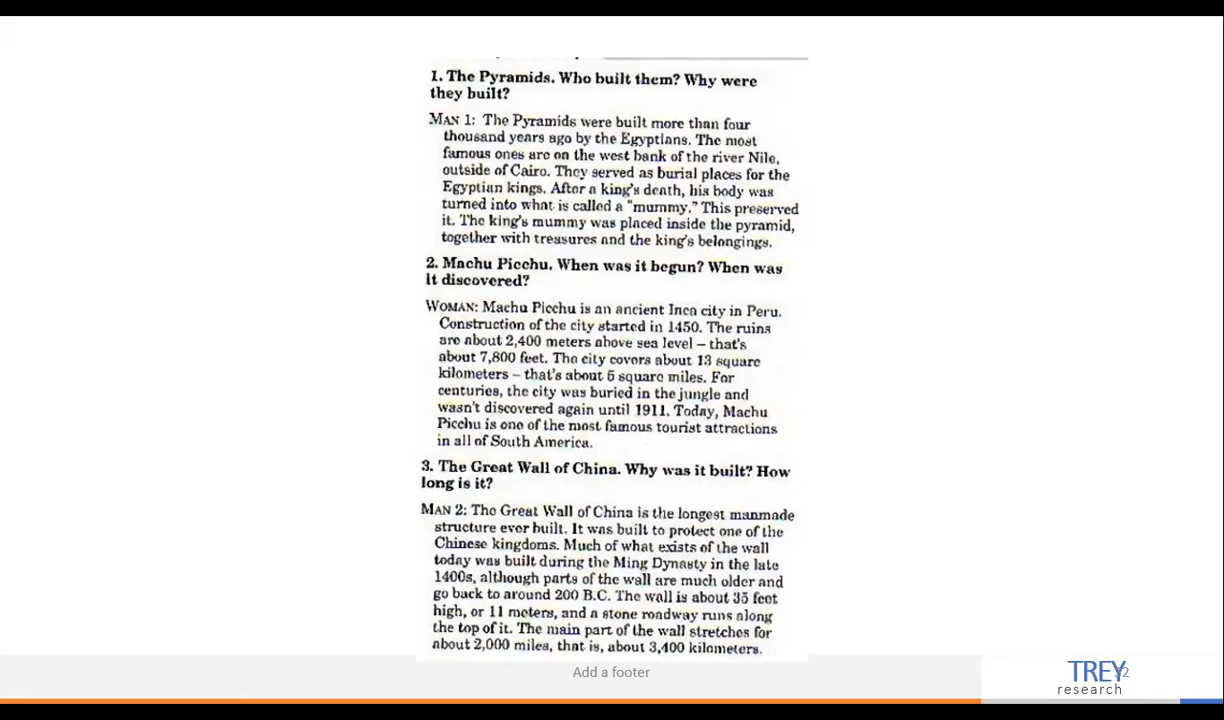 1. The Pyramids. Who built them? Why were
they built?
MAN 1: The Pyramids were built more than four
thousand years ago by the Egyptians. The most
famous ones are on the west bank of the river Nile,
outside of Cairo. They served as burial places for the
Egyptian kings. After a king's death, his body was
turned into what is called a "mummy." This preserved
it. The king's mummy was placed inside the pyramid,
together with treasures and the king's belongings.
2. Machu Picchu. When was it begun? When was
it discovered?
WOMAN: Machu Picchu is an ancient Inca city in Peru.
Construction of the city started in 1450. The ruins
are about 2,400 meters above sea level – that's
about 7,800 feet. The city covers about 13 square
kilometers – that's about 5 square miles. For
centuries, the city was buried in the jungle and
wasn't discovered again until 1911. Today, Machu
Picchu is one of the most famous tourist attractions
in all of South America.
3. The Great Wall of China. Why was it built? How
long is it?
MAN 2: The Great Wall of China is the longest manmade
structure ever built. It was built to protect one of the
Chinese kingdoms. Much of what exists of the wall
today was built during the Ming Dynasty in the late
1400s, although parts of the wall are much older and
go back to around 200 B.C. The wall is about 35 feet
high, or 11 meters, and a stone roadway runs along
the top of it. The main part of the wall stretches for
about 2,000 miles, that is, about 3,400 kilometers.
Add a footer
TREY
research